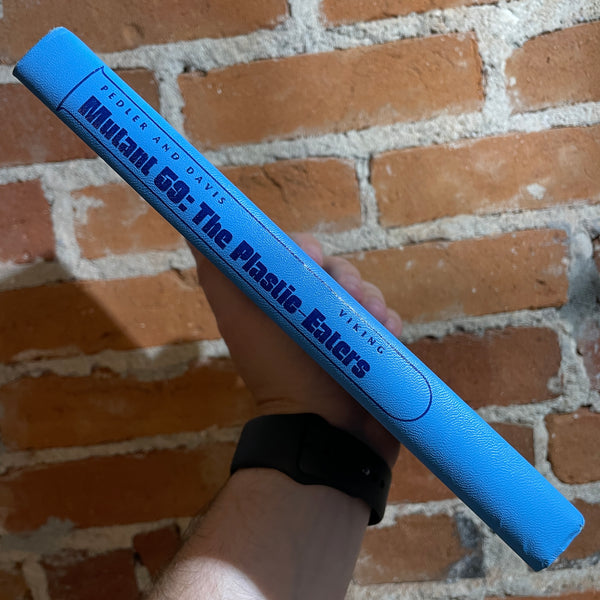 PEDLER AND DAVIS
Mutant 59: The Plastic Eaters
VIKING